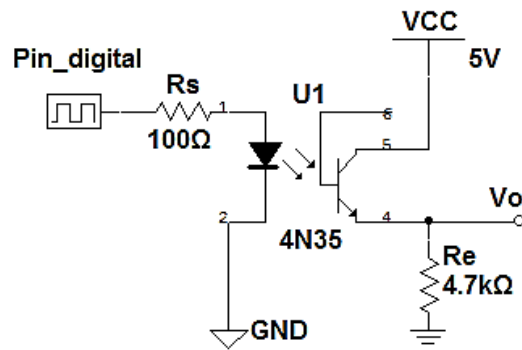 VCC
5V
Pin_digital
Rs
100Ω
1
U1
6
5
2
4N35
4
Vo
Re
4.7kΩ
GND